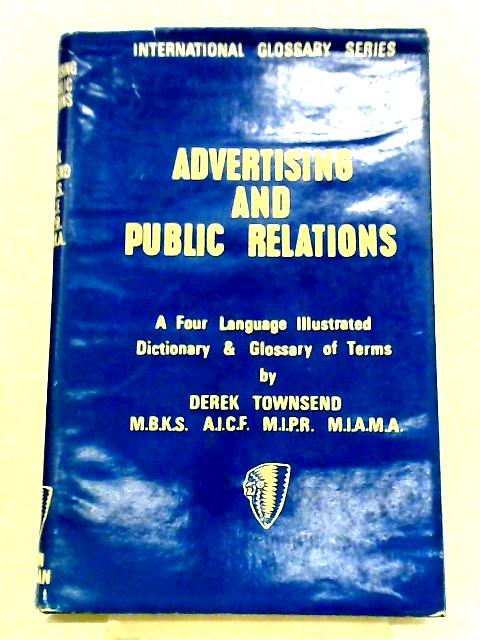 INTERNATIONAL GLOSSARY SERIES
ADVERTISING
AND
PUBLIC RELATIONS
A Four Language Illustrated
Dictionary & Glossary of Terms
by
DEREK TOWNSEND
M.B.K.S. A.I.C.F. M.I.P.R. M.I.A.M.A.